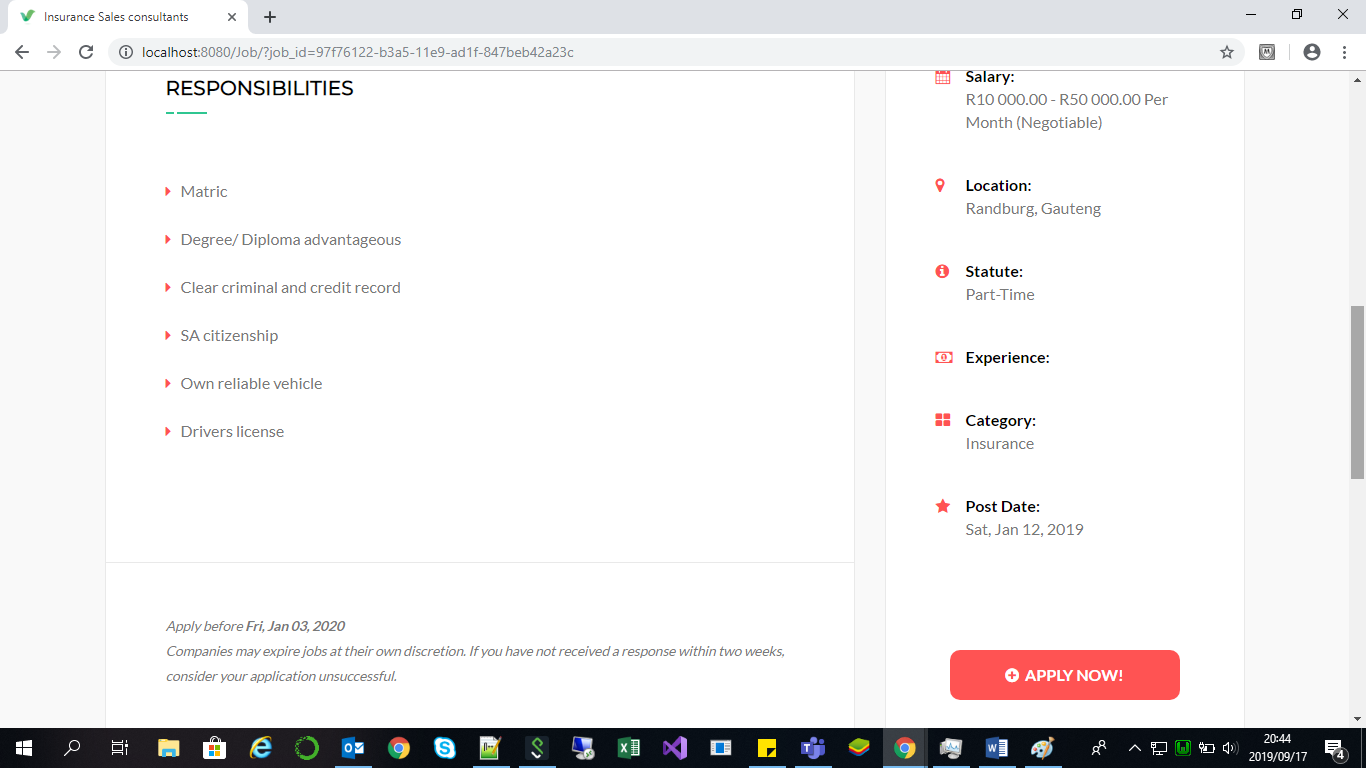 Insurance Sales consultants
localhost:8080/Job/?job_id=97f76122-b3a5-11e9-ad1f-847beb42a23c
RESPONSIBILITIES
Matric
Degree/ Diploma advantageous
Clear criminal and credit record
SA citizenship
Own reliable vehicle
Drivers license
Apply before Fri, Jan 03, 2020
Companies may expire jobs at their own discretion. If you have not received a response within two weeks,
consider your application unsuccessful.
Salary:
R10 000.00 - R50 000.00 Per
Month (Negotiable)
Location:
Randburg, Gauteng
Statute:
Part-Time
Experience:
Category:
Insurance
Post Date:
Sat, Jan 12, 2019
APPLY NOW!
20:44
2019/09/17
4